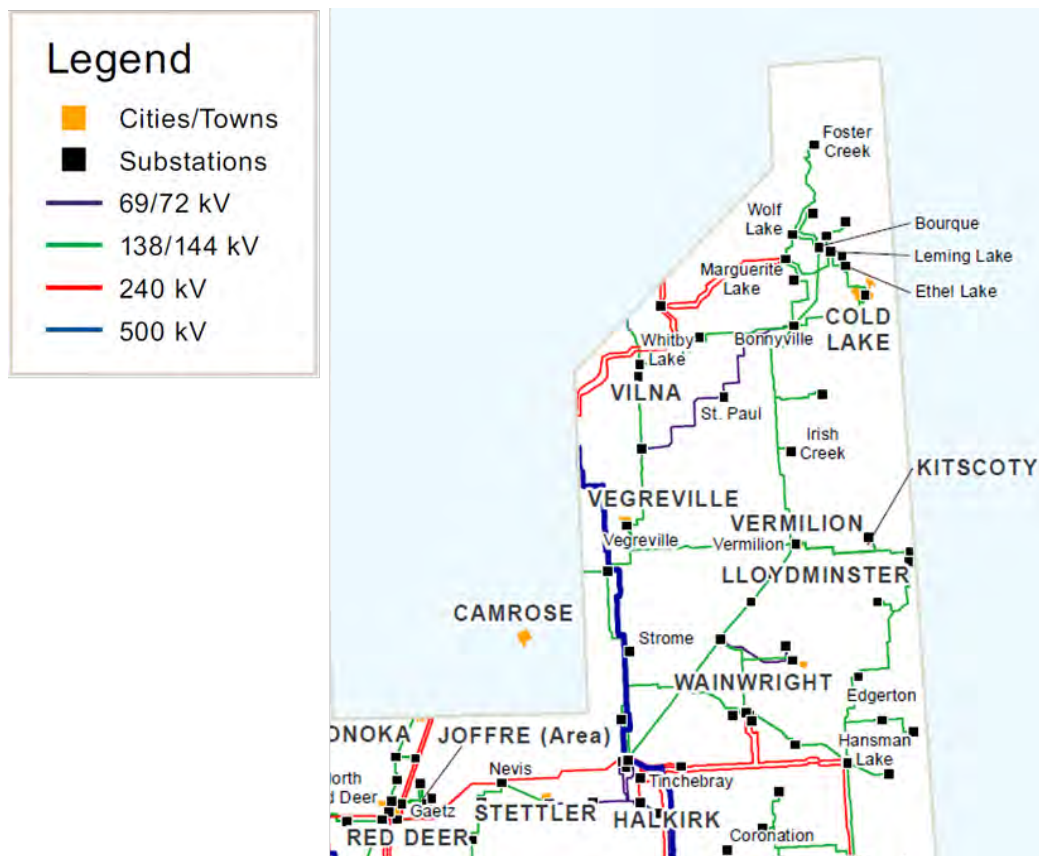 Legend
Cities/Towns
Substations
69/72 kV
138/144 kV
240 kV
500 kV
Foster
Creek
Wolf
Lake
Bourque
Leming Lake
Marguerite
Lake
Ethel Lake
COLD
LAKE
Whitby
Lake
Bonnyville
VILNA
St. Paul
Irish
Creek
KITSCOTY
VEGREVILLE
VERMILION
Vegreville
Vermilion
LLOYDMINSTER
CAMROSE
Strome
WAINWRIGHT
Edgerton
ONOKA
JOFFRE (Area)
Hansman
Lake
Nevis
Tinchebray
North
d Deer
Gaetz
STETTLER
HALKIRK
RED DEER
Coronation